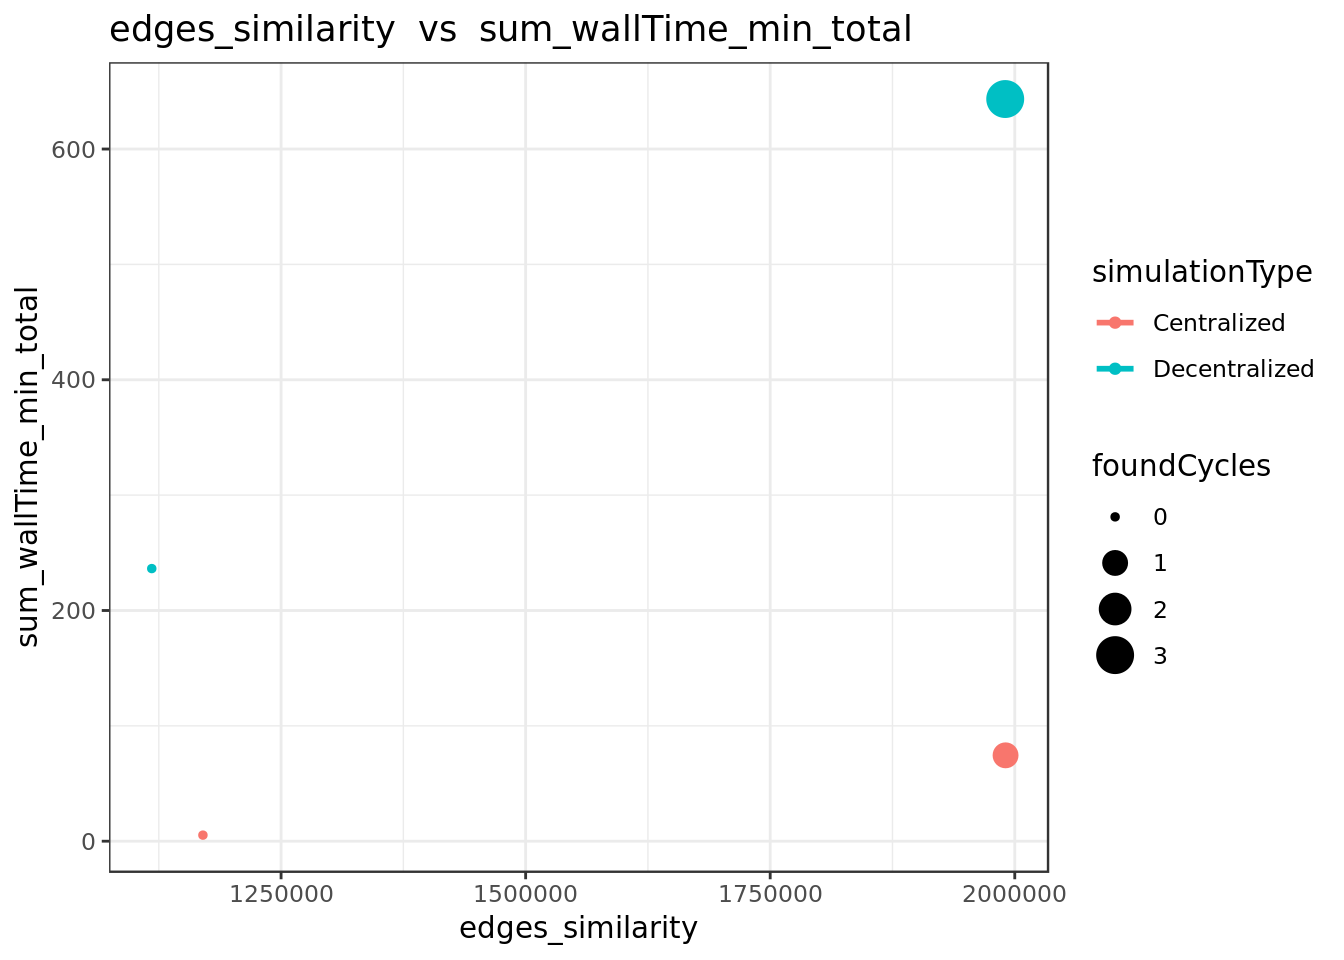 edges_similarity  vs  sum_wallTime_min_total
sum_wallTime_min_total
600
400
200
0
1250000
1500000
1750000
2000000
edges_similarity
simulationType
Centralized
Decentralized
foundCycles
0
1
2
3